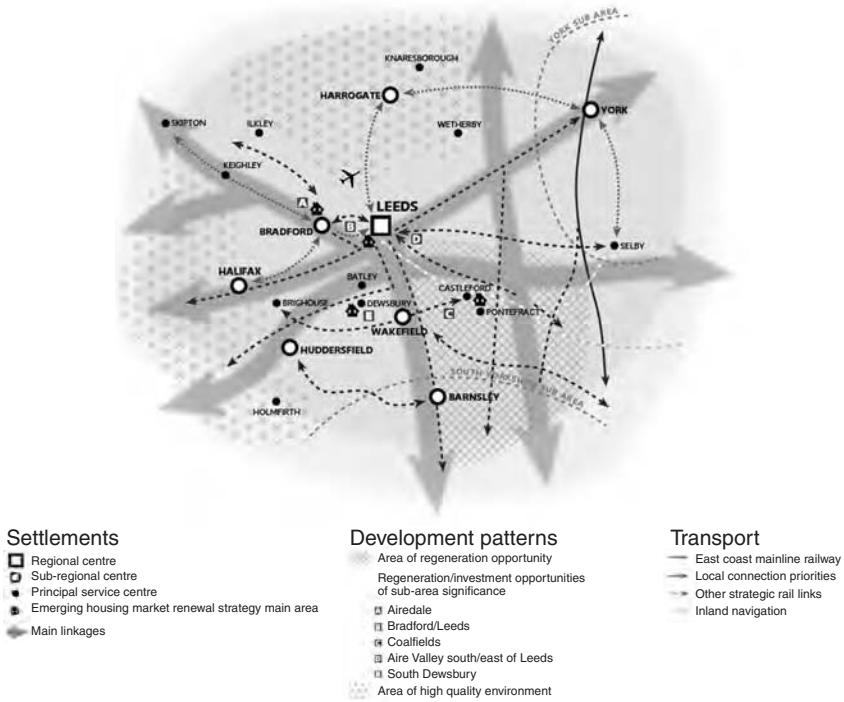 YORK SUB AREA
KNARESBOROUGH
HARROGATE
YORK
SKIPTON
ILKLEY
WETHERBY
KEIGHLEY
A
LEEDS
BRADFORD
B
D
SELBY
HALIFAX
BATLEY
CASTLEFORD
BRIGHOUSE
DEWSBURY
C
PONTEFRACT
WAKEFIELD
HUDDERSFIELD
SOUTH YORKSHIRE SUB AREA
BARNSLEY
HOLMFIRTH
Settlements
Regional centre
Sub-regional centre
Principal service centre
Emerging housing market renewal strategy main area
Main linkages
Development patterns
Area of regeneration opportunity
Regeneration/investment opportunities
of sub-area significance
A Airedale
Bradford/Leeds
Coalfields
Aire Valley south/east of Leeds
South Dewsbury
Area of high quality environment
Transport
East coast mainline railway
Local connection priorities
Other strategic rail links
Inland navigation